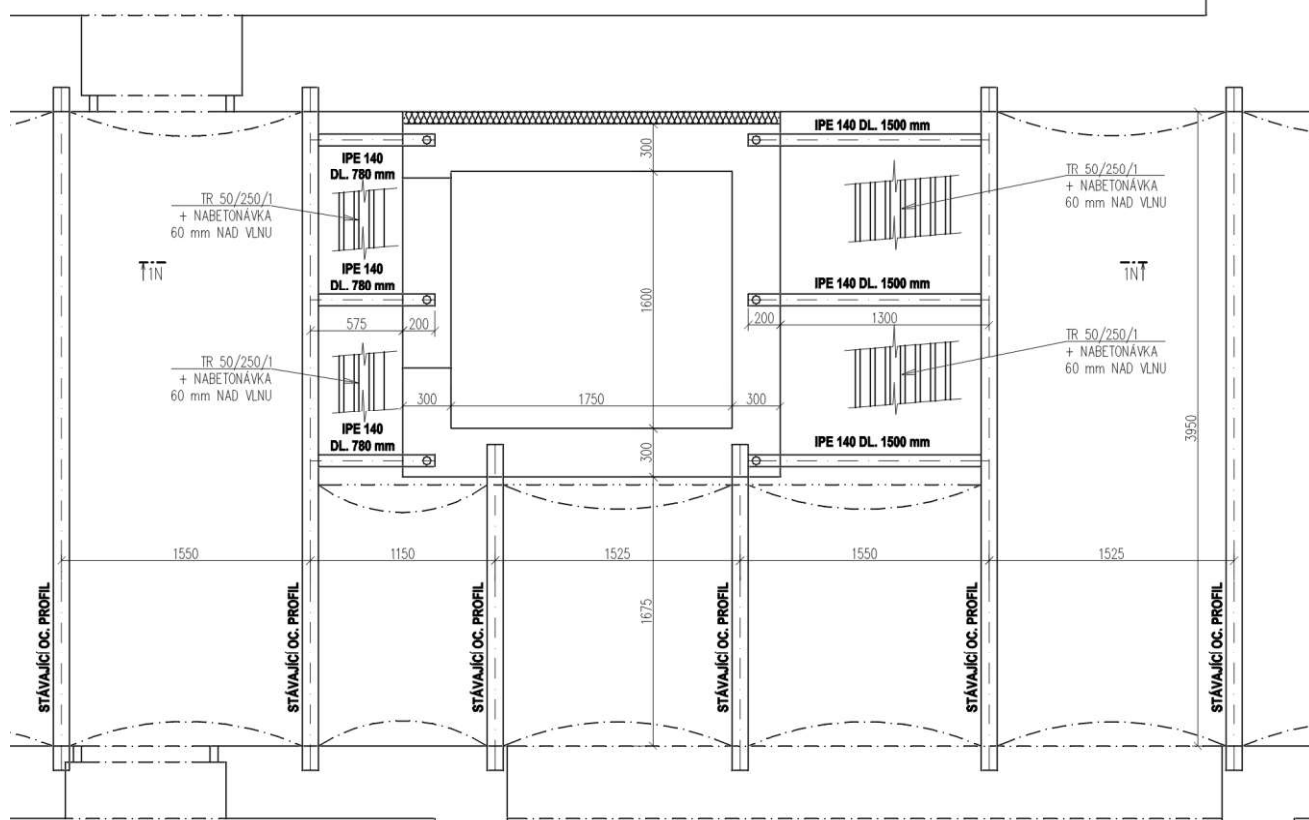 IPE 140 DL. 1500 mm
300
IPE 140
DL. 780 mm
TR 50/250/1
+ NABETONÁVKA
60 mm NAD VLNU
TR 50/250/1
+ NABETONÁVKA
60 mm NAD VLNU
1N
IPE 140
DL. 780 mm
1600
IPE 140 DL. 1500 mm
1N
575
200
200
1300
TR 50/250/1
+ NABETONÁVKA
60 mm NAD VLNU
TR 50/250/1
+ NABETONÁVKA
60 mm NAD VLNU
300
1750
300
3950
IPE 140
DL. 780 mm
300
IPE 140 DL. 1500 mm
1550
1150
1525
1550
1525
1675
STÁVAJÍCÍ OC. PROFIL
STÁVAJÍCÍ OC. PROFIL
STÁVAJÍCÍ OC. PROFIL
STÁVAJÍCÍ OC. PROFIL
STÁVAJÍCÍ OC. PROFIL
STÁVAJÍCÍ OC. PROFIL